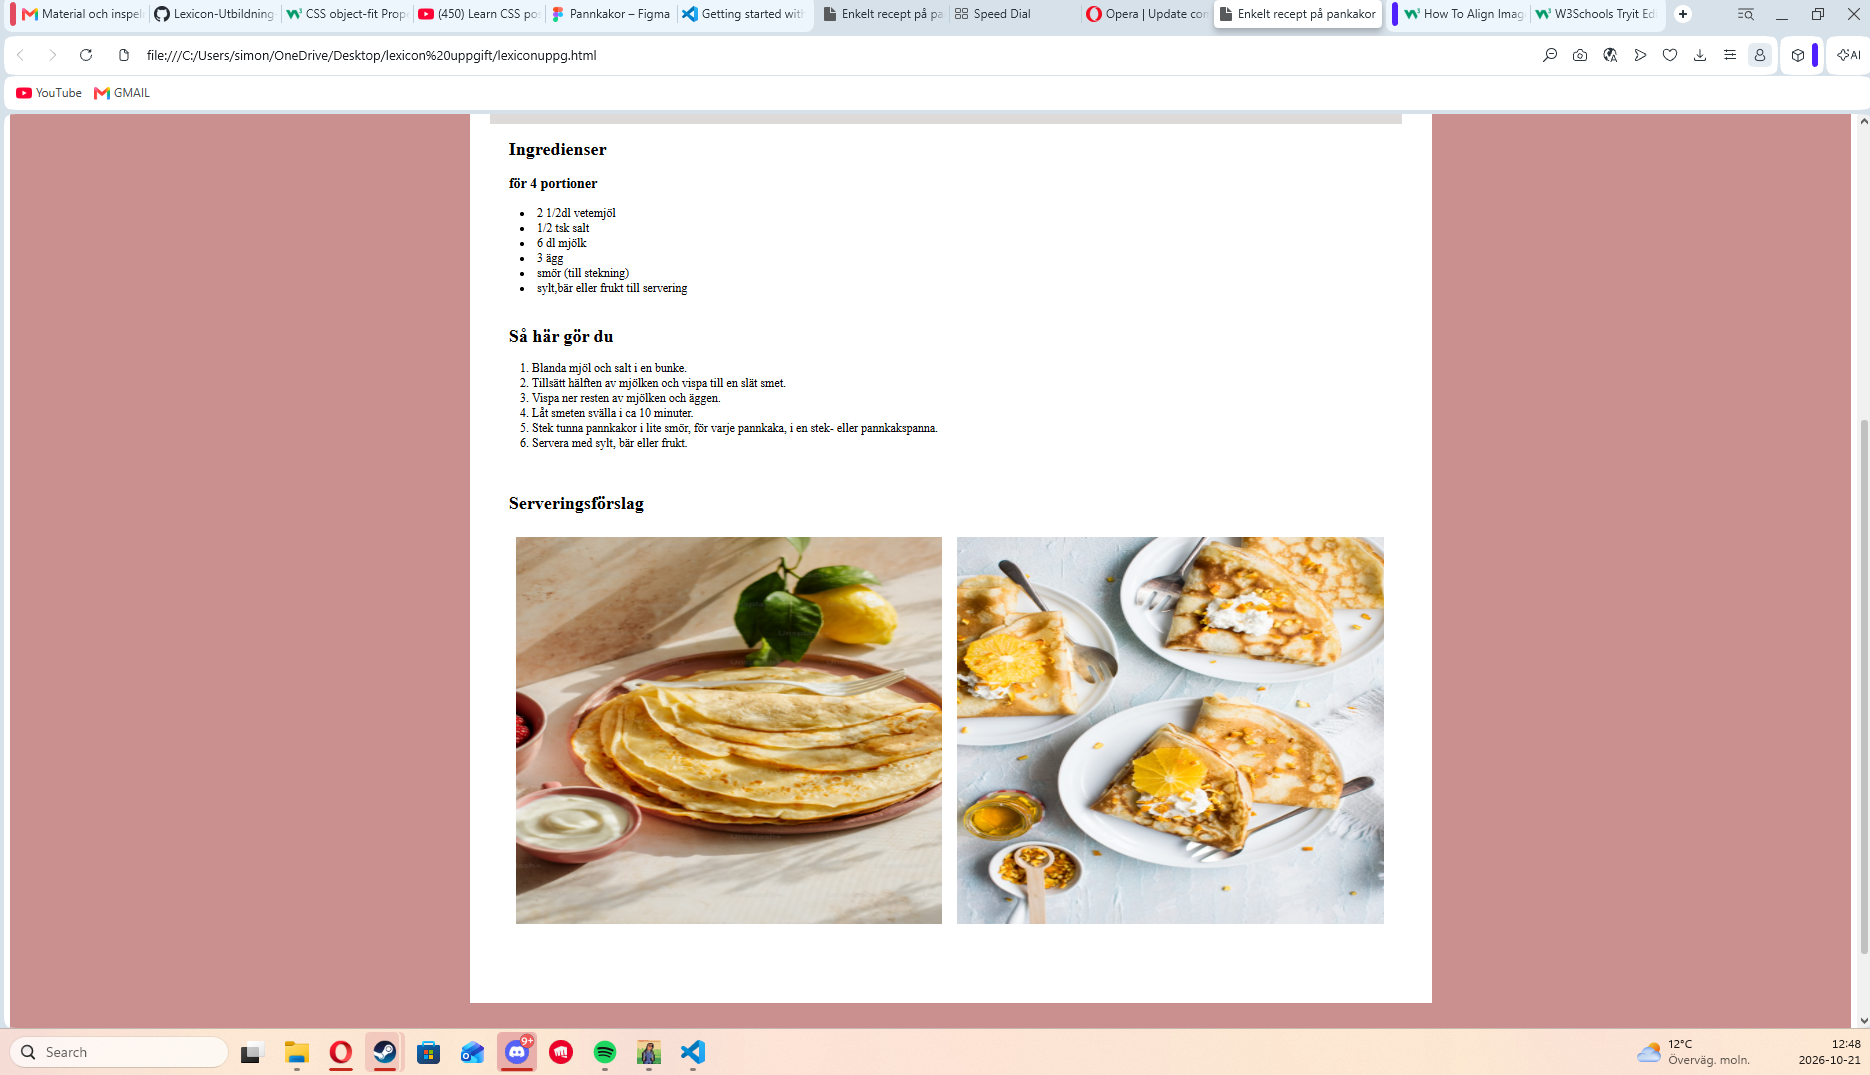 Material och inspel
Lexicon-Utbildning
CSS object-fit Prop
(450) Learn CSS po
Pannkakor – Figma
Getting started with
Enkelt recept på pa
Speed Dial
Opera | Update co
Enkelt recept på pankakor
How To Align Imag
W3Schools Tryit Ed
file:///C:/Users/simon/OneDrive/Desktop/lexicon%20uppgift/lexiconuppg.html
AI
YouTube
GMAIL
Ingredienser
för 4 portioner
• 2 1/2dl vetemjöl
• 1/2 tsk salt
• 6 dl mjölk
• 3 ägg
• smör (till stekning)
• sylt,bär eller frukt till servering
Så här gör du
1. Blanda mjöl och salt i en bunke.
2. Tillsätt hälften av mjölken och vispa till en slät smet.
3. Vispa ner resten av mjölken och äggen.
4. Låt smeten svälla i ca 10 minuter.
5. Stek tunna pannkakor i lite smör, för varje pannkaka, i en stek- eller pannkakspanna.
6. Servera med sylt, bär eller frukt.
Serveringsförslag
Search
9+
12°C
Överväg. moln.
12:48
2026-10-21